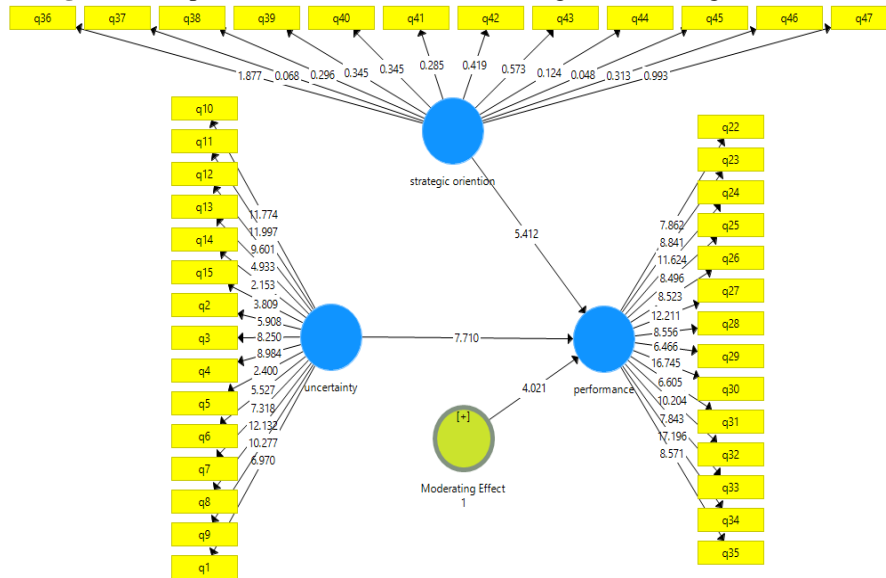 q36 q37 q38 q39 q40 q41 q42 q43 q44 q45 q46 q47
1.877 0.068 0.296 0.345 0.345 0.285 0.419 0.573 0.124 0.048 0.313 0.993
strategic oriention
5.412
q10
q11
q12
q13
q14
q15
q2
q3
q4
q5
q6
q7
q8
q9
q1
11.774
11.997
9.601
4.933
2.153
3.809
5.908
8.250
8.984
2.400
5.527
7.318
12.132
10.277
6.970
uncertainty
7.710
4.021
[+]
Moderating Effect
1
performance
7.862
8.841
11.624
8.496
8.523
12.211
8.556
6.466
16.745
6.605
10.204
7.843
17.196
8.571
q22
q23
q24
q25
q26
q27
q28
q29
q30
q31
q32
q33
q34
q35